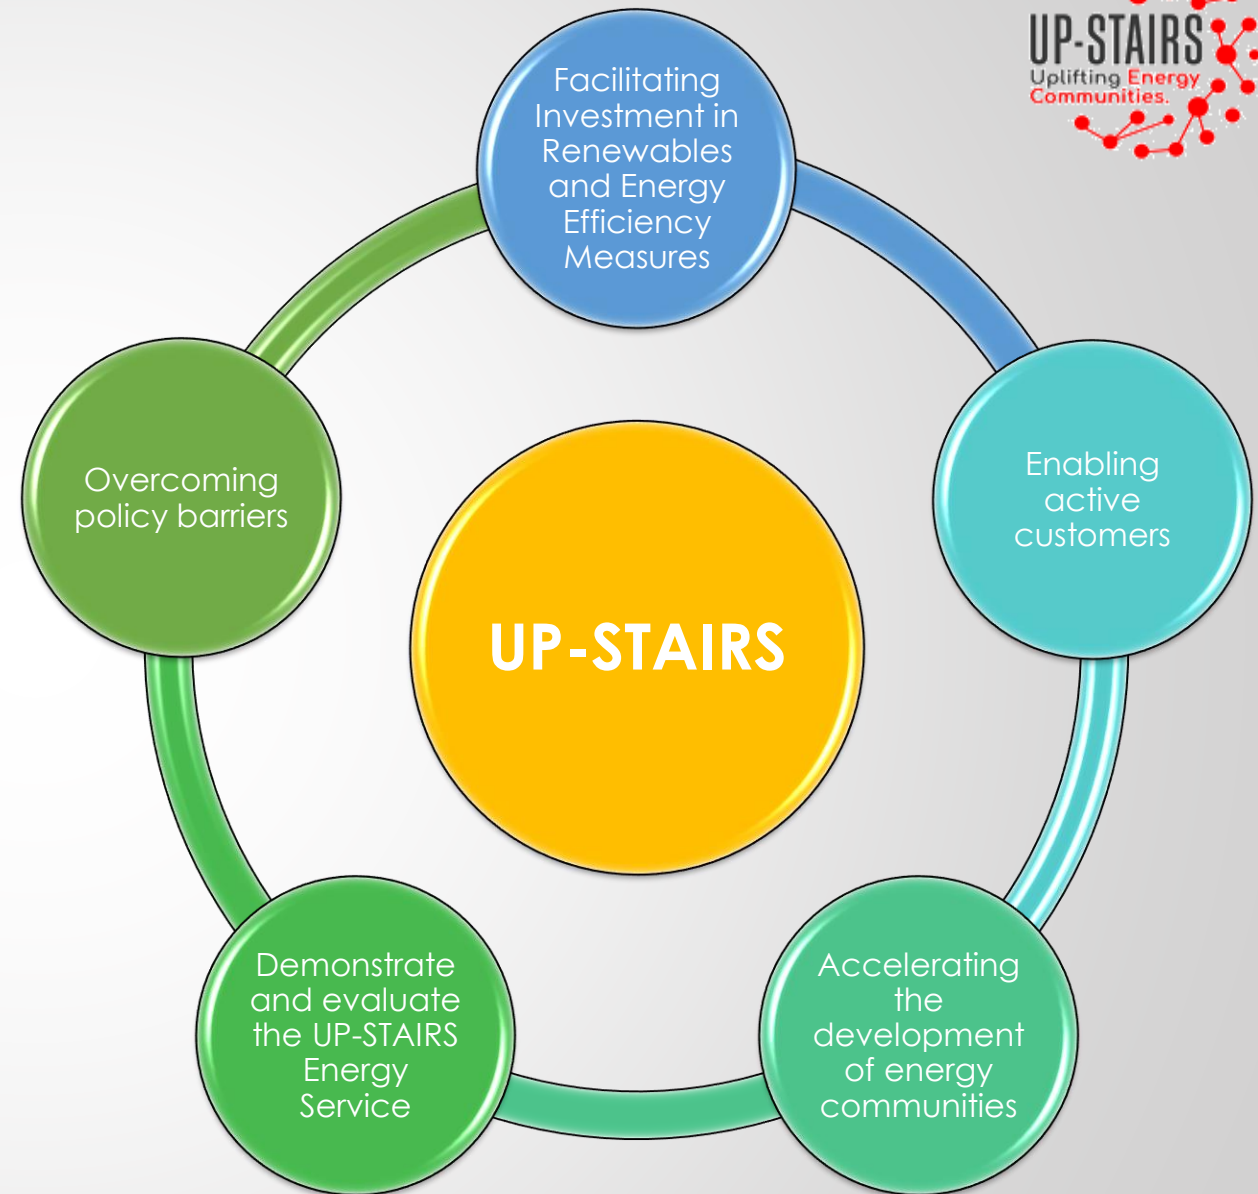 UP-STAIRS
Uplifting Energy
Communities.
Facilitating
Investment in
Renewables
and Energy
Efficiency
Measures
Enabling
active
customers
Accelerating
the
development
of energy
communities
Demonstrate
and evaluate
the UP-STAIRS
Energy
Service
Overcoming
policy barriers
UP-STAIRS